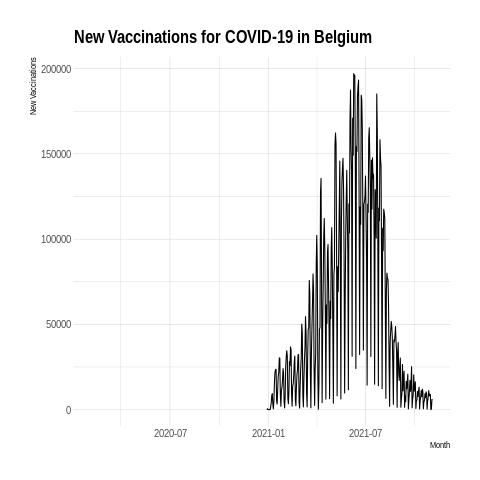 New Vaccinations for COVID-19 in Belgium
New Vaccinations
200000
150000
100000
50000
0
2020-07 2021-01 2021-07
Month